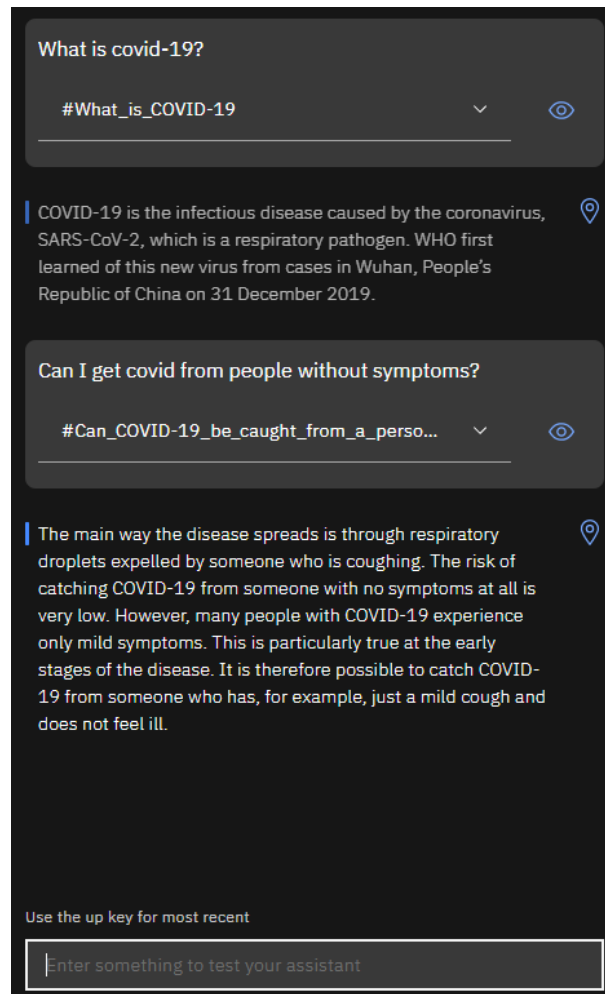 What is covid-19?
#What_is_COVID-19
COVID-19 is the infectious disease caused by the coronavirus,
SARS-CoV-2, which is a respiratory pathogen. WHO first
learned of this new virus from cases in Wuhan, People’s
Republic of China on 31 December 2019.
Can I get covid from people without symptoms?
#Can_COVID-19_be_caught_from_a_perso...
The main way the disease spreads is through respiratory
droplets expelled by someone who is coughing. The risk of
catching COVID-19 from someone with no symptoms at all is
very low. However, many people with COVID-19 experience
only mild symptoms. This is particularly true at the early
stages of the disease. It is therefore possible to catch COVID-
19 from someone who has, for example, just a mild cough and
does not feel ill.
Use the up key for most recent
Enter something to test your assistant